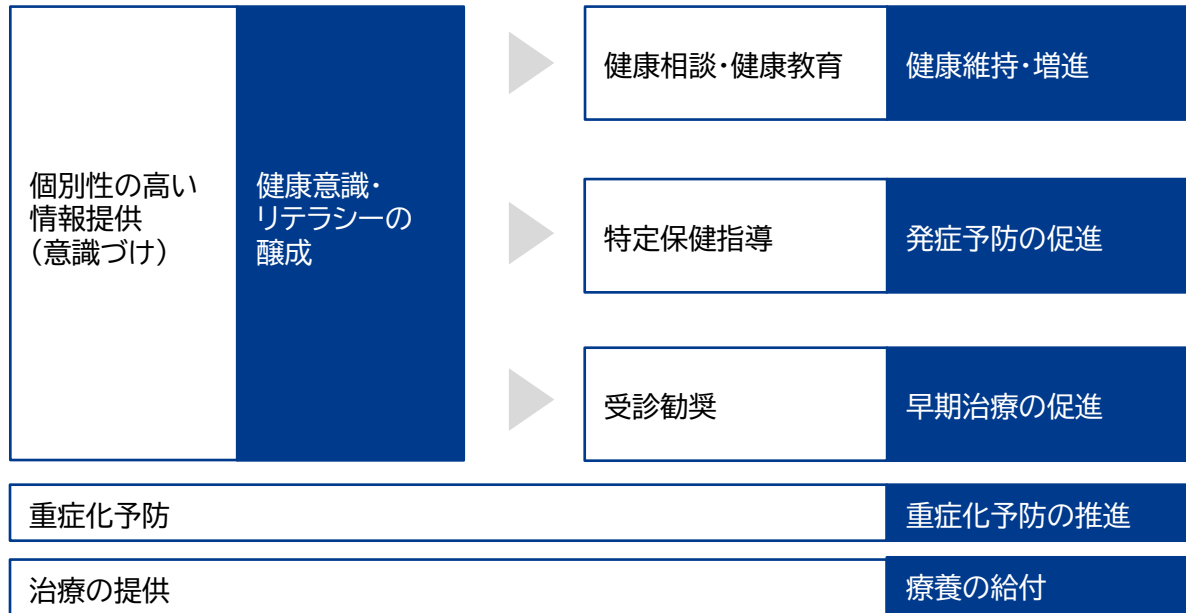 個別性の高い
情報提供
（意識づけ）
健康意識・
リテラシーの
醸成
健康相談・健康教育
健康維持・増進
特定保健指導
発症予防の促進
受診勧奨
早期治療の促進
重症化予防
重症化予防の推進
治療の提供
療養の給付